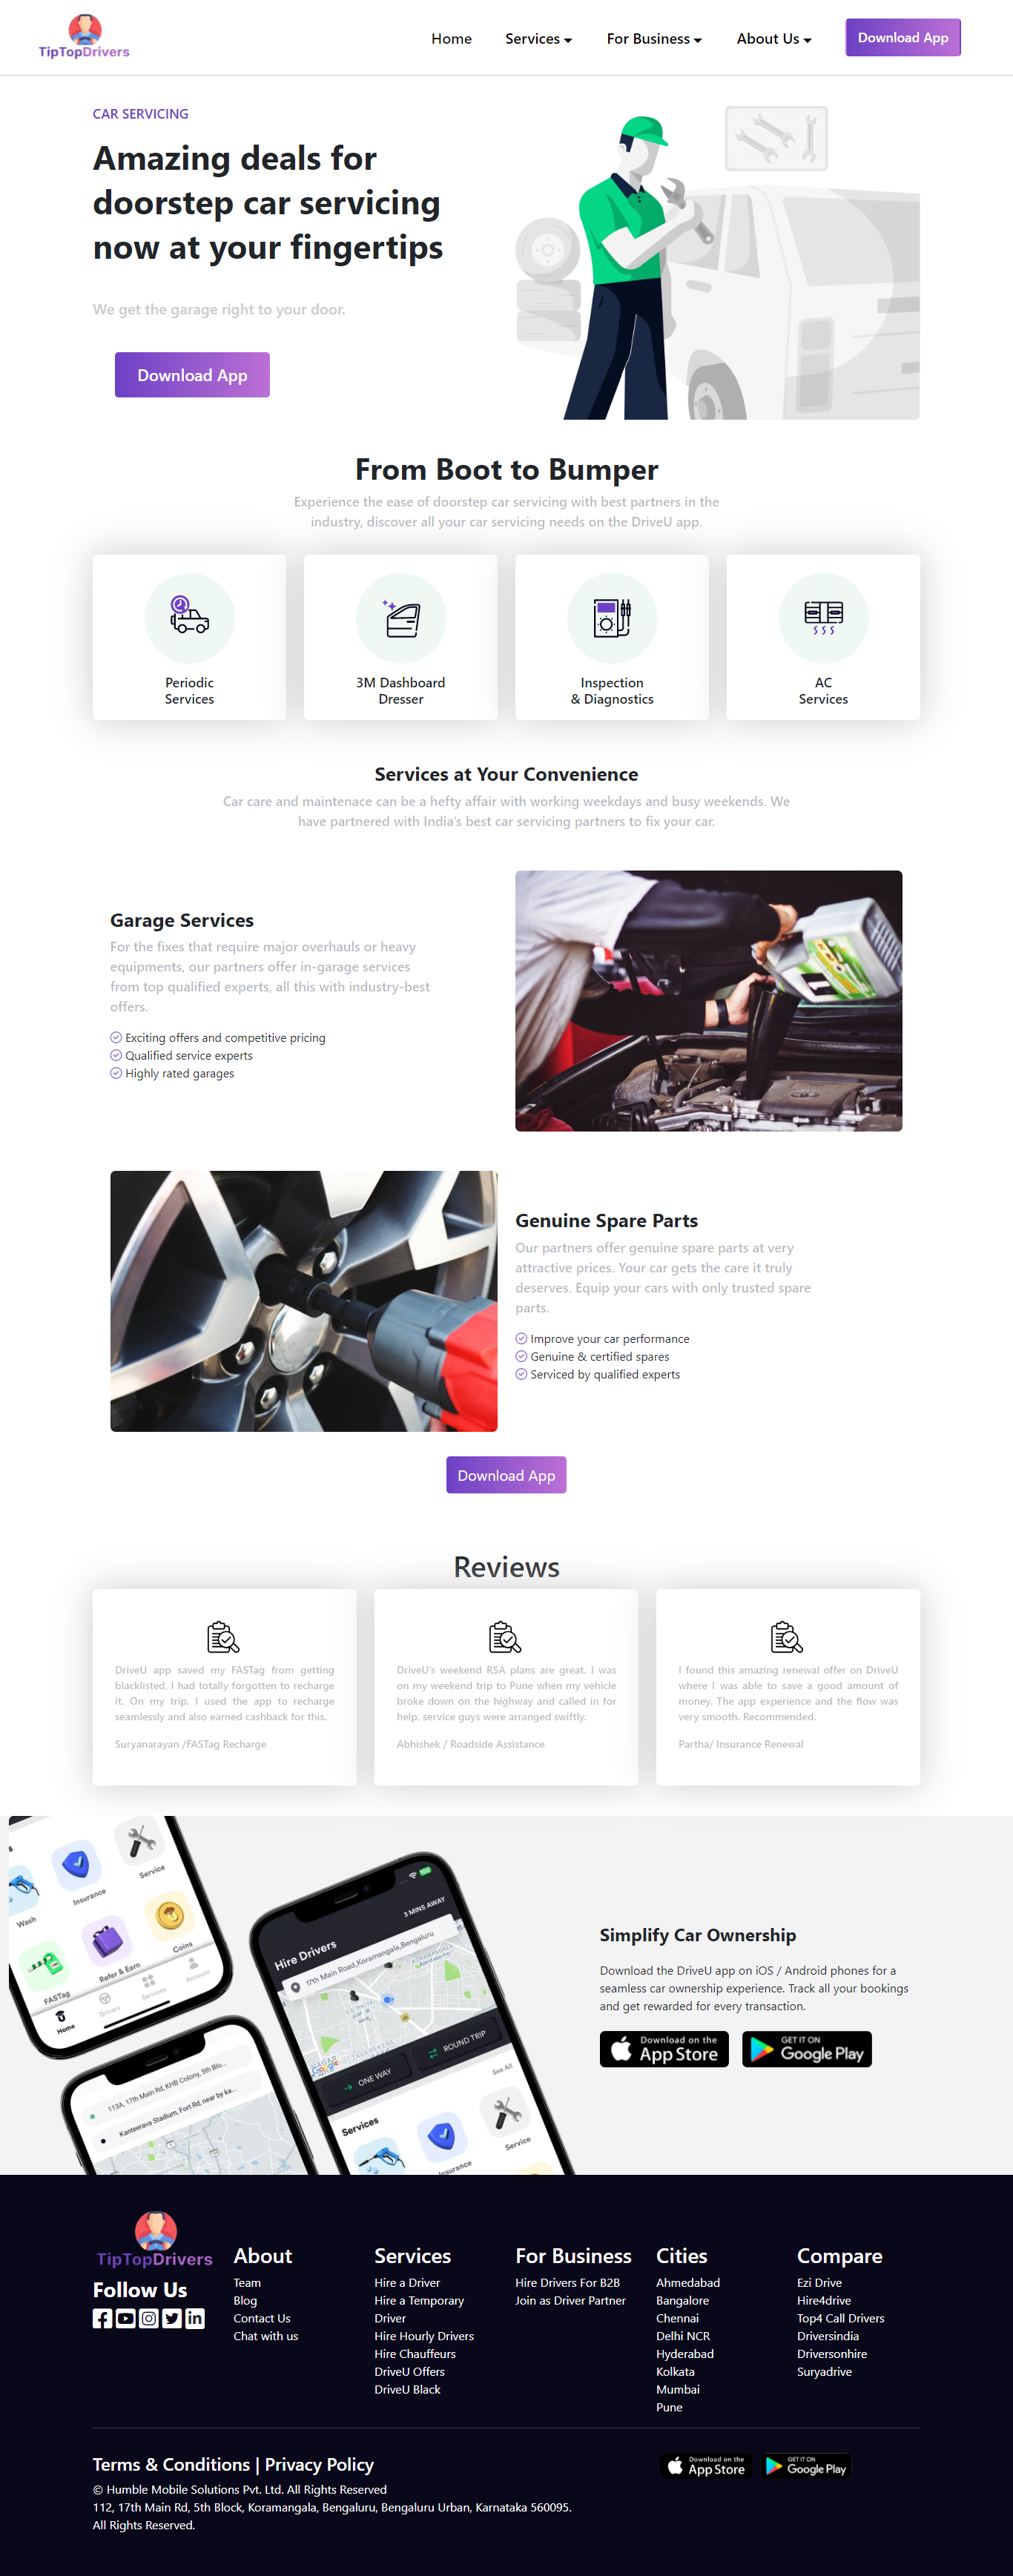 TipTopDrivers
Home
Services
For Business
About Us
Download App
CAR SERVICING
Amazing deals for
doorstep car servicing
now at your fingertips
We get the garage right to your door.
Download App
From Boot to Bumper
Experience the ease of doorstep car servicing with best partners in the
industry, discover all your car servicing needs on the DriveU app.
Periodic
Services
3M Dashboard
Dresser
Inspection
& Diagnostics
AC
Services
Services at Your Convenience
Car care and maintenace can be a hefty affair with working weekdays and busy weekends. We
have partnered with India's best car servicing partners to fix your car.
Garage Services
For the fixes that require major overhauls or heavy
equipments, our partners offer in-garage services
from top qualified experts, all this with industry-best
offers.
Exciting offers and competitive pricing
Qualified service experts
Highly rated garages
Genuine Spare Parts
Our partners offer genuine spare parts at very
attractive prices. Your car gets the care it truly
deserves. Equip your cars with only trusted spare
parts.
Improve your car performance
Genuine & certified spares
Serviced by qualified experts
Download App
Reviews
DriveU app saved my FASTag from getting
blacklisted, I had totally forgotten to recharge
it. On my trip. I used the app to recharge
seamlessly and also earned cashback for this.
Suryanarayan /FASTag Recharge
DriveU's weekend RSA plans are great. I was
on my weekend trip to Pune when my vehicle
broke down on the highway and called in for
help, service guys were arranged swiftly.
Abhishek / Roadside Assistance
I found this amazing renewal offer on DriveU
where I was able to save a good amount of
money. The app experience and the flow was
very smooth. Recommended.
Partha/ Insurance Renewal
Wash
Insurance
Service
FASTag
Refer & Earn
Coins
Home
Drivers
Services
Account
3 MINS AWAY
Hire Drivers
17th Main Road,Koramangala,Bengaluru
Google
ONE WAY
ROUND TRIP
Services
See All
Insurance
Service
113A, 17th Main Rd, KHB Colony, 5th Blo...
Kanteerava Stadium, Fort Rd, near by ka...
Simplify Car Ownership
Download the DriveU app on iOS / Android phones for a
seamless car ownership experience. Track all your bookings
and get rewarded for every transaction.
Download on the
App Store
GET IT ON
Google Play
TipTopDrivers
Follow Us
About
Team
Blog
Contact Us
Chat with us
Services
Hire a Driver
Hire a Temporary
Driver
Hire Hourly Drivers
Hire Chauffeurs
DriveU Offers
DriveU Black
For Business
Hire Drivers For B2B
Join as Driver Partner
Cities
Ahmedabad
Bangalore
Chennai
Delhi NCR
Hyderabad
Kolkata
Mumbai
Pune
Compare
Ezi Drive
Hire4drive
Top4 Call Drivers
Driversindia
Driversonhire
Suryadrive
Terms & Conditions | Privacy Policy
© Humble Mobile Solutions Pvt. Ltd. All Rights Reserved
112, 17th Main Rd, 5th Block, Koramangala, Bengaluru, Bengaluru Urban, Karnataka 560095.
All Rights Reserved.
Download on the
App Store
GET IT ON
Google Play